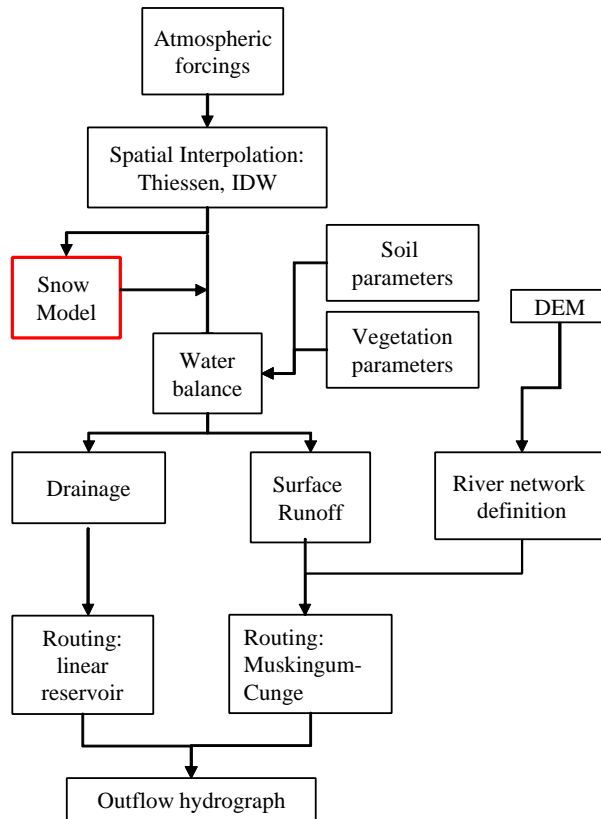 Atmospheric
forcings
Spatial Interpolation:
Thiessen, IDW
Snow
Model
Soil
parameters
Vegetation
parameters
DEM
Water
balance
Drainage
Surface
Runoff
River network
definition
Routing:
linear
reservoir
Routing:
Muskingum-
Cunge
Outflow hydrograph